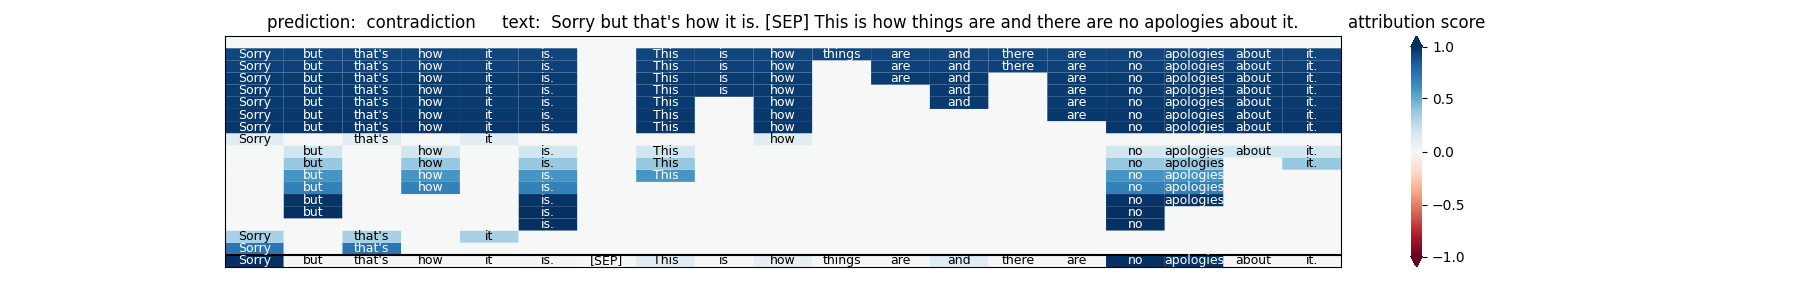 prediction: contradiction text: Sorry but that's how it is. [SEP] This is how things are and there are no apologies about it. attribution score
Sorry but that's how it is. This is how things are and there are no apologies about it.
Sorry but that's how it is. This is how are and there are no apologies about it.
Sorry but that's how it is. This is how are and are no apologies about it.
Sorry but that's how it is. This is how and are no apologies about it.
Sorry but that's how it is. This how and are no apologies about it.
Sorry but that's how it is. This how are no apologies about it.
Sorry but that's how it is. This how no apologies about it.
Sorry that's it how
but how is. This no apologies about it.
but how is. This no apologies it.
but how is. This no apologies
but how is. no apologies
but is. no apologies
but is. no
is. no
Sorry that's it
Sorry that's
Sorry but that's how it is. [SEP] This is how things are and there are no apologies about it.
1.0
0.5
0.0
−0.5
−1.0